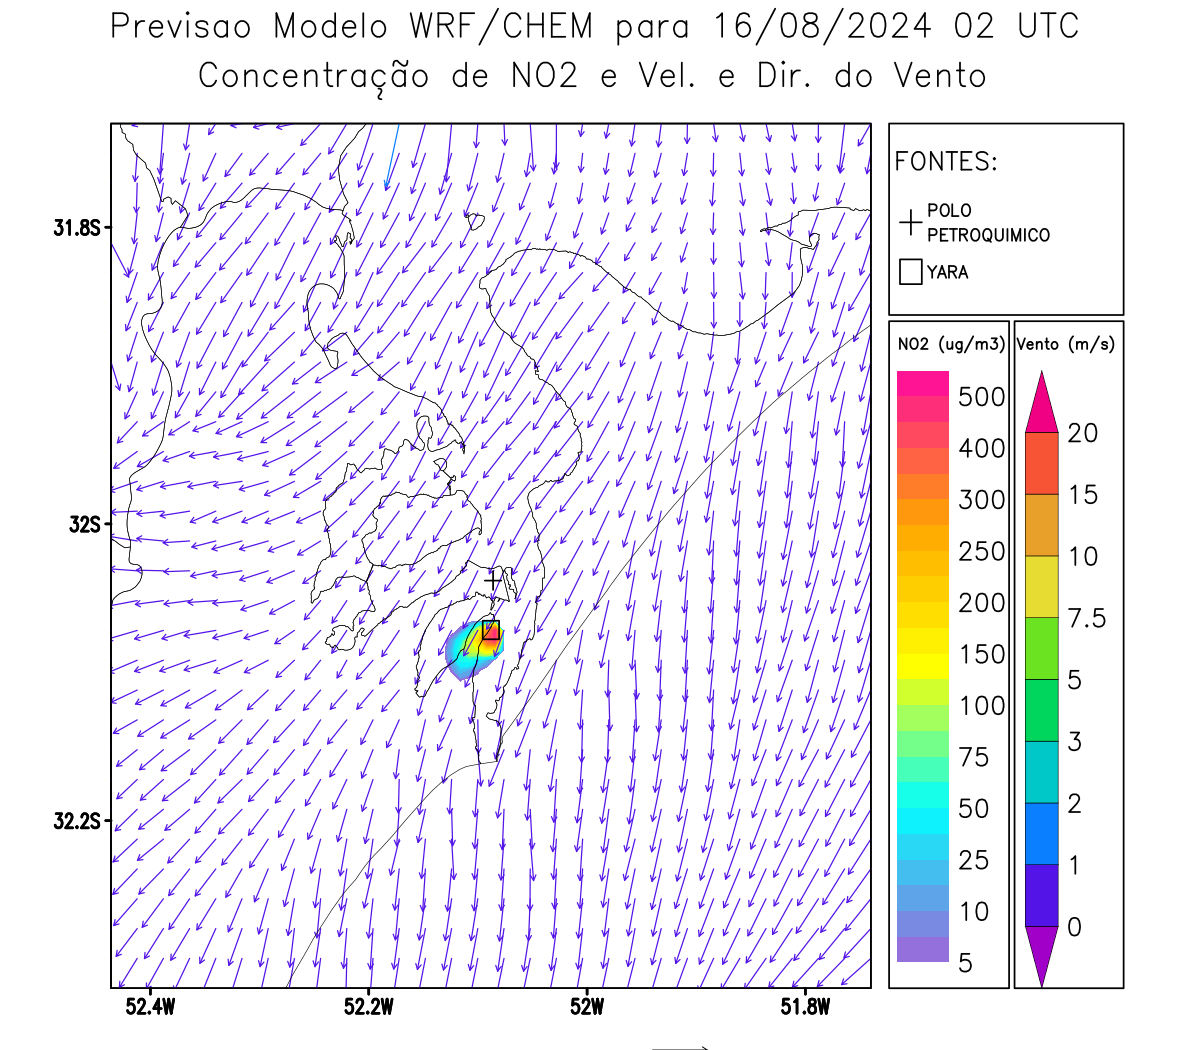 Previsao Modelo WRF/CHEM para 16/08/2024 02 UTC
Concentração de NO2 e Vel. e Dir. do Vento
FONTES:
POLO
PETROQUIMICO
YARA
31.8S
32S
32.2S
52.4W
52.2W
52W
51.8W
NO2 (ug/m3)
500
400
300
250
200
150
100
75
50
25
10
5
Vento (m/s)
20
15
10
7.5
5
3
2
1
0